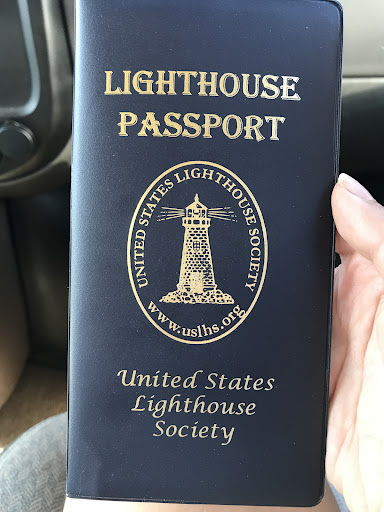 LIGHTHOUSE
PASSPORT
UNITED STATES LIGHTHOUSE SOCIETY
www.uslhs.org
United States
Lighthouse
Society